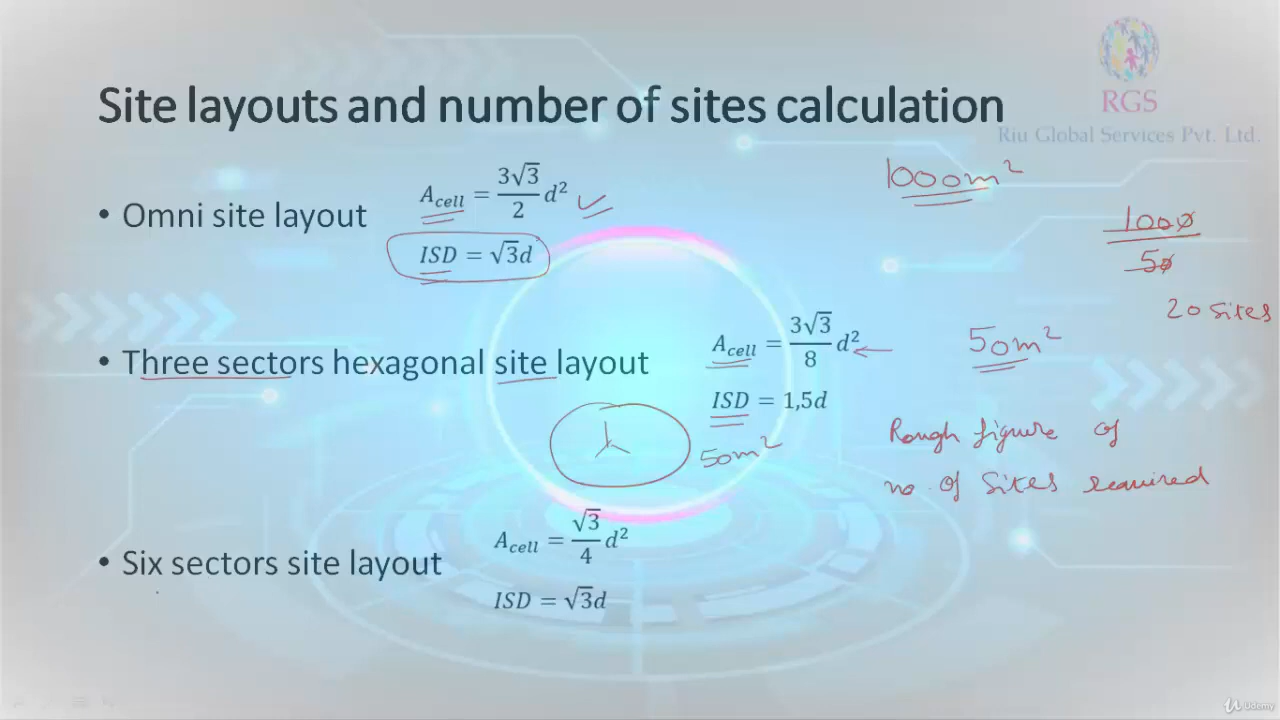 RGS
Riu Global Services Pvt. Ltd.
Site layouts and number of sites calculation
• Omni site layout
A_cell = 3√3/2 d²
ISD = √3d
1000m²
1000
50
20 sites
• Three sectors hexagonal site layout
A_cell = 3√3/8 d²
ISD = 1,5d
50m²
50m²
Rough figure of
no. of sites required
• Six sectors site layout
A_cell = √3/4 d²
ISD = √3d
Udemy